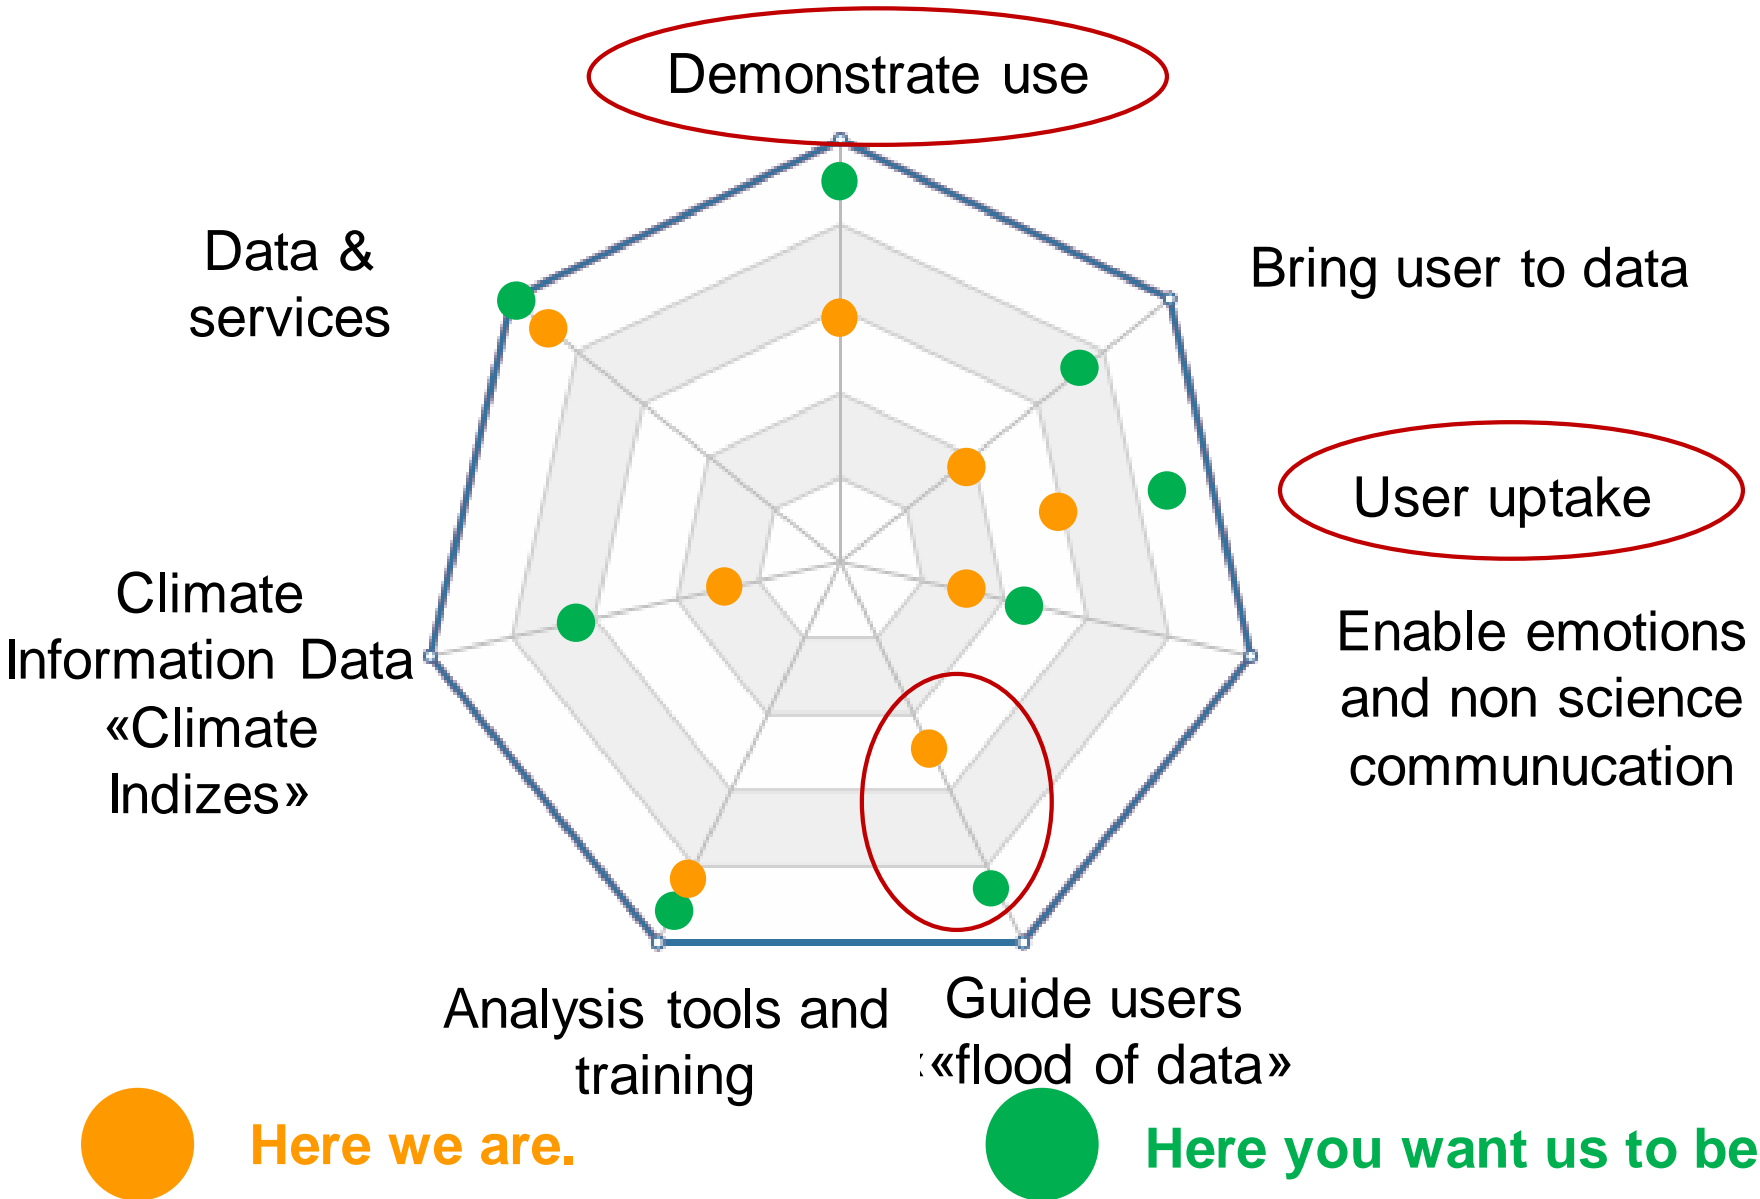 Demonstrate use
Data &
services
Bring user to data
User uptake
Climate
Information Data
«Climate
Indizes»
Enable emotions
and non science
communucation
Analysis tools and
training
Guide users
««flood of data»
Here we are.
Here you want us to be